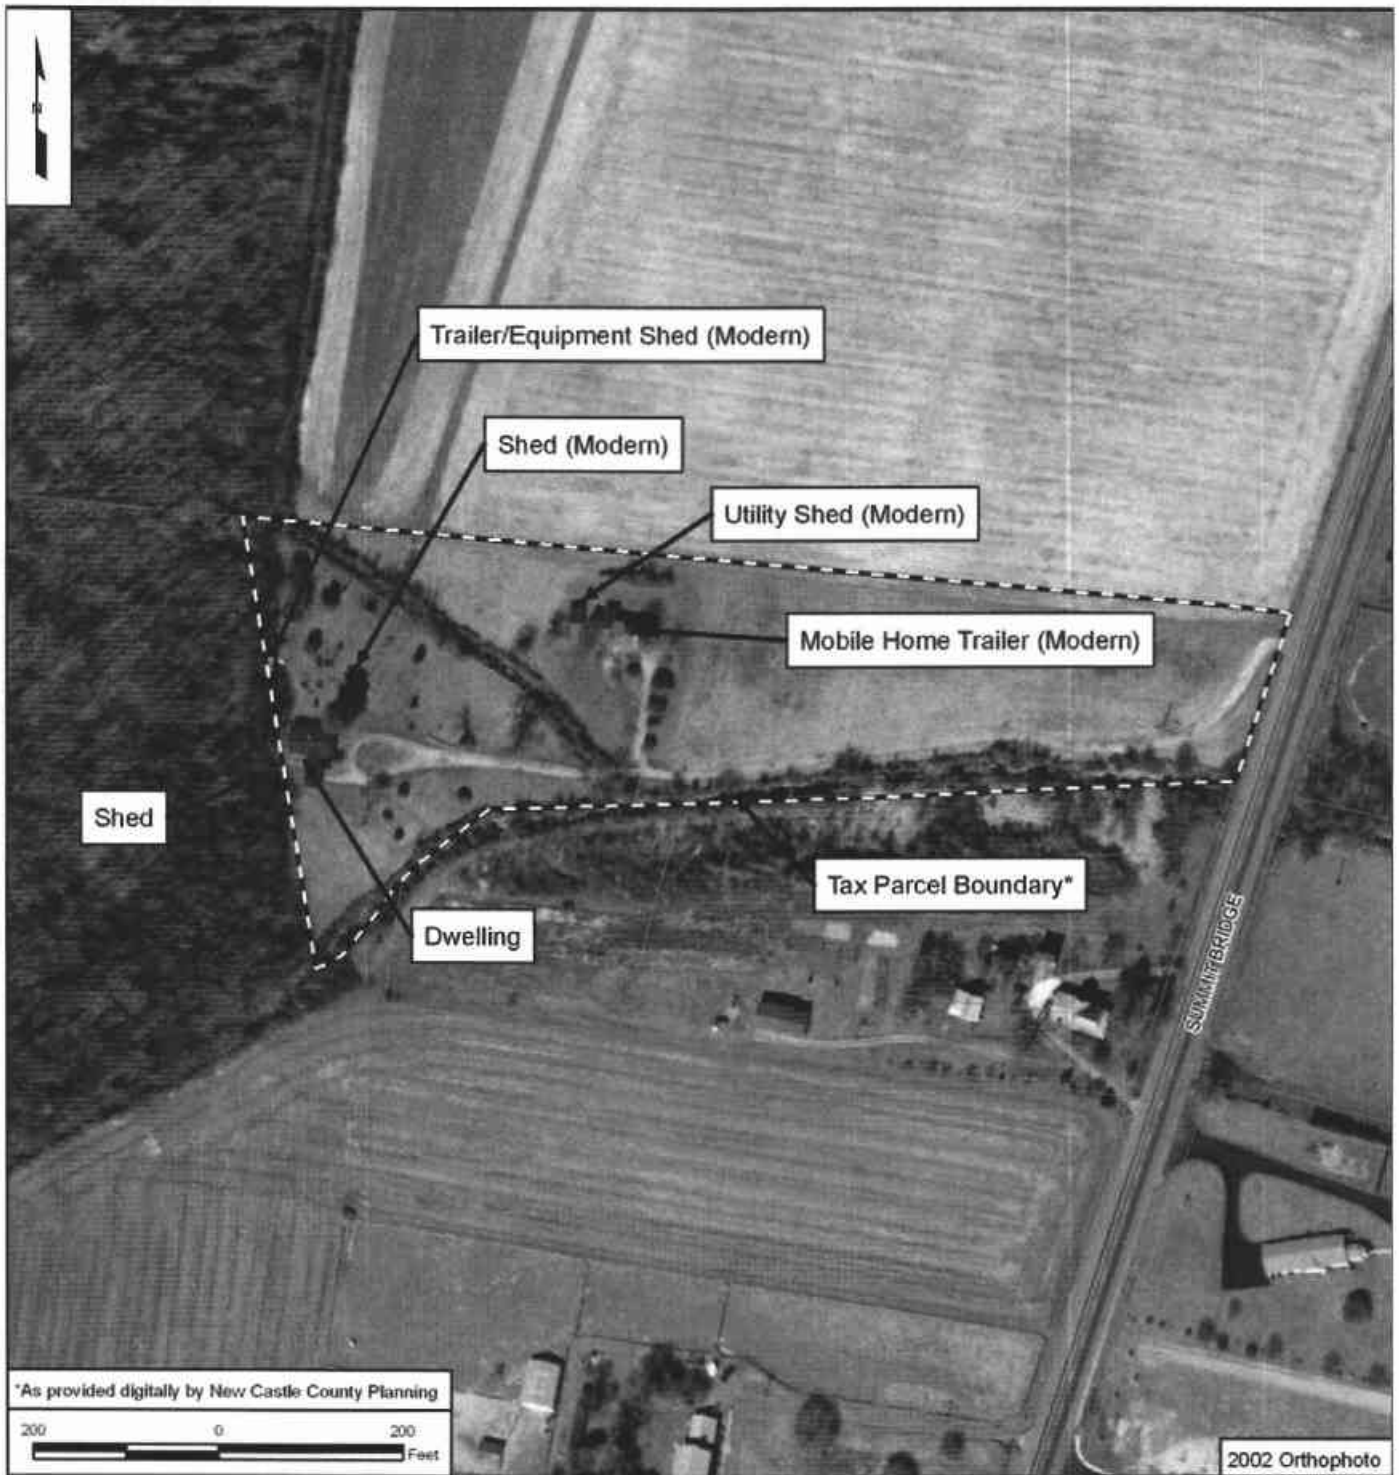 N
Trailer/Equipment Shed (Modern)
Shed (Modern)
Utility Shed (Modern)
Mobile Home Trailer (Modern)
Shed
Tax Parcel Boundary*
Dwelling
SUMMIT BRIDGE
*As provided digitally by New Castle County Planning
200 0 200
Feet
2002 Orthophoto